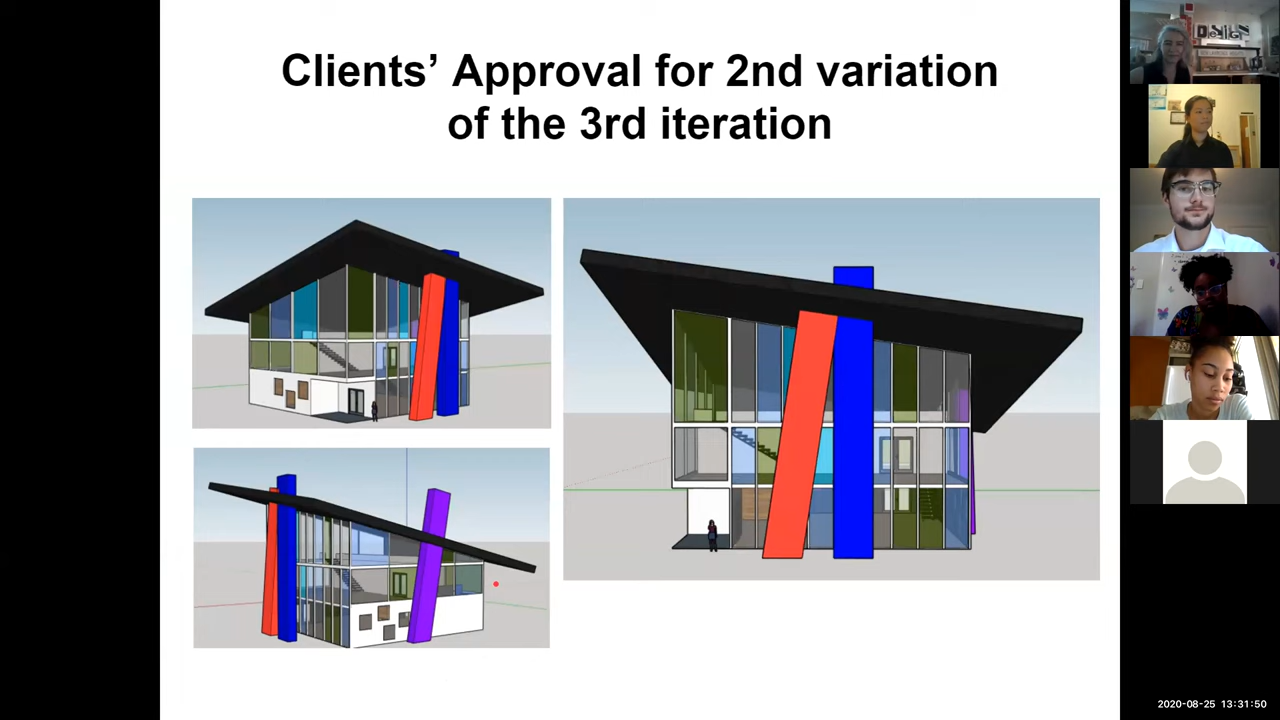 Clients’ Approval for 2nd variation
of the 3rd iteration
2020-08-25 13:31:50